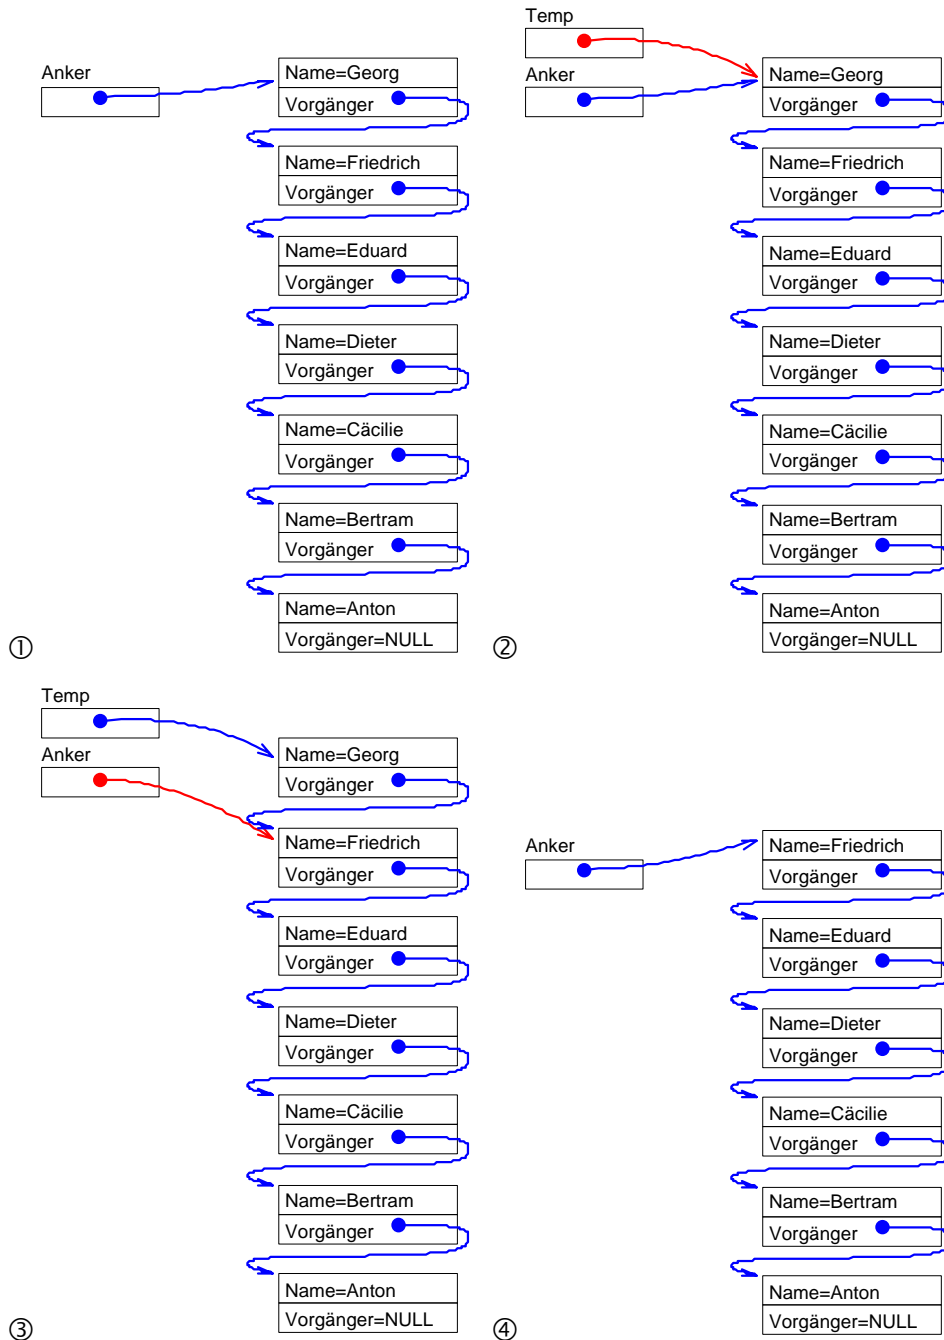 Anker
Name=Georg
Vorgänger
Name=Friedrich
Vorgänger
Name=Eduard
Vorgänger
Name=Dieter
Vorgänger
Name=Cäcilie
Vorgänger
Name=Bertram
Vorgänger
Name=Anton
Vorgänger=NULL
①
Temp
Anker
Name=Georg
Vorgänger
Name=Friedrich
Vorgänger
Name=Eduard
Vorgänger
Name=Dieter
Vorgänger
Name=Cäcilie
Vorgänger
Name=Bertram
Vorgänger
Name=Anton
Vorgänger=NULL
②
Temp
Anker
Name=Georg
Vorgänger
Name=Friedrich
Vorgänger
Name=Eduard
Vorgänger
Name=Dieter
Vorgänger
Name=Cäcilie
Vorgänger
Name=Bertram
Vorgänger
Name=Anton
Vorgänger=NULL
③
Anker
Name=Friedrich
Vorgänger
Name=Eduard
Vorgänger
Name=Dieter
Vorgänger
Name=Cäcilie
Vorgänger
Name=Bertram
Vorgänger
Name=Anton
Vorgänger=NULL
④